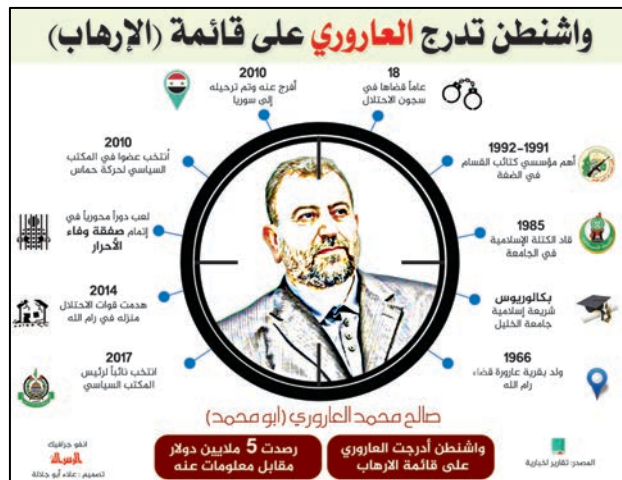 واشنطن تدرج العاروري على قائمة (الإرهاب)
18
عاماً قضاها في
سجون الاحتلال
1991-1992
أهم مؤسسي كتائب القسام
في الضفة
1985
قاد الكتلة الإسلامية
في الجامعة
بكالوريوس
شريعة إسلامية
جامعة الخليل
1966
ولد بقرية عارورة قضاء
رام الله
2010
أفرج عنه وتم ترحيله
إلى سوريا
2010
أنتخب عضوا في المكتب
السياسي لحركة حماس
لعب دوراً محورياً في
إتمام صفقة وفاء
الأحرار
2014
هدمت قوات الاحتلال
منزله في رام الله
2017
انتخب نائباً لرئيس
المكتب السياسي
صالح محمد العاروري (ابو محمد)
واشنطن أدرجت العاروري
على قائمة الارهاب
رصدت 5 ملايين دولار
مقابل معلومات عنه
المصدر: تقارير اخبارية
انفو جرافيك
الرسالة
تصميم : علاء أبو جلالة